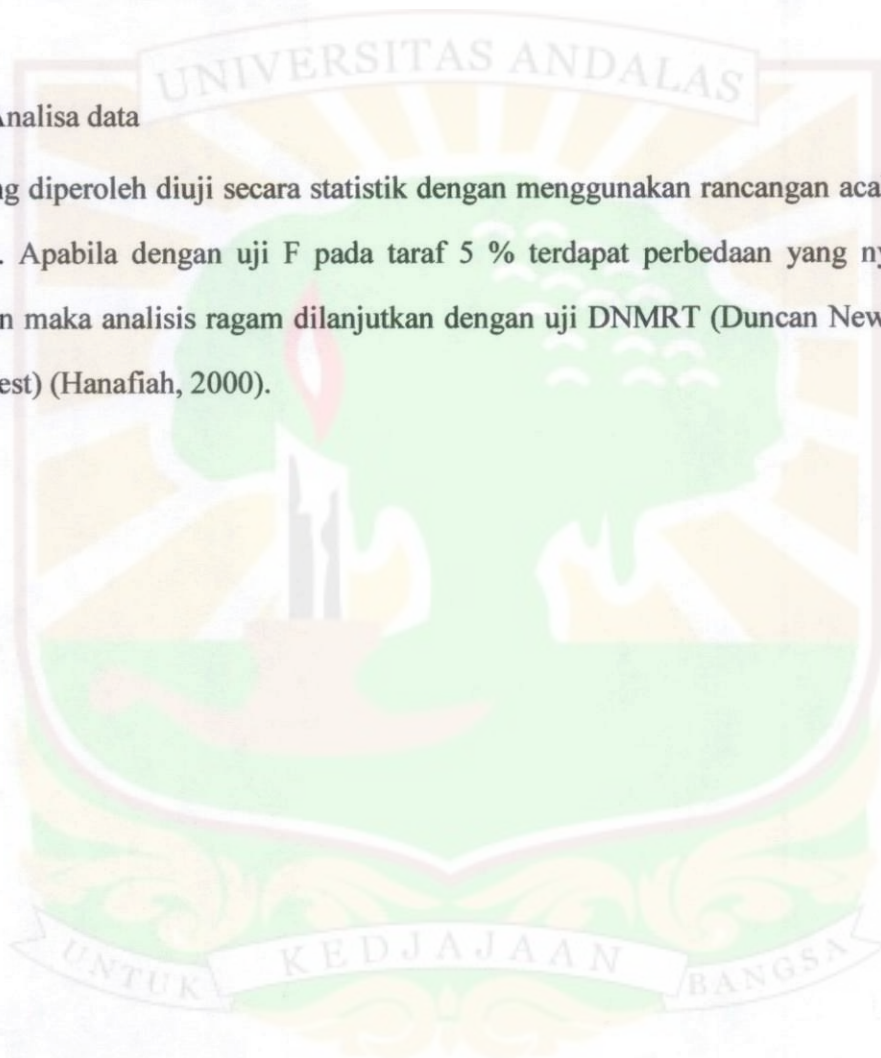 UNIVERSITAS ANDALAS
nalisa data
ng diperoleh diuji secara statistik dengan menggunakan rancangan aca
. Apabila dengan uji F pada taraf 5 % terdapat perbedaan yang ny
n maka analisis ragam dilanjutkan dengan uji DNMRT (Duncan New
est) (Hanafiah, 2000).
UNTUK KEDJAJAAN BANGSA